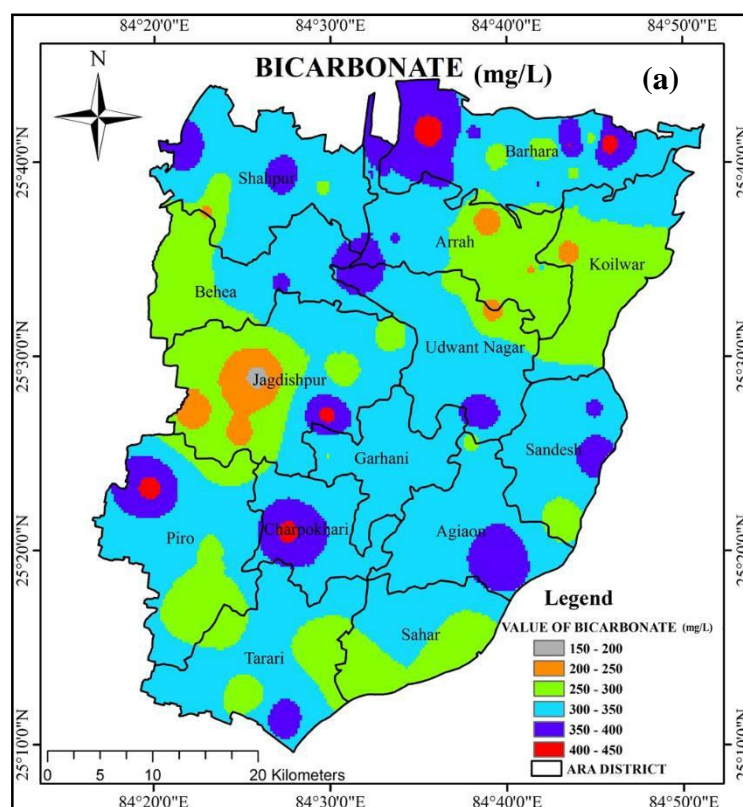 84°20'0"E 84°30'0"E 84°40'0"E 84°50'0"E
BICARBONATE (mg/L) (a)
N
25°40'0"N
25°40'0"N
Barhara
Shahpur
Arrah
Koilwar
Behea
25°30'0"N
25°30'0"N
Udwant Nagar
Jagdishpur
Garhani
Sandesh
Charpokhari
Agiaon
Piro
25°20'0"N
25°20'0"N
Sahar
Tarari
Legend
VALUE OF BICARBONATE (mg/L)
150 - 200
200 - 250
250 - 300
300 - 350
350 - 400
400 - 450
ARA DISTRICT
25°10'0"N
25°10'0"N
0 5 10 20 Kilometers
84°20'0"E 84°30'0"E 84°40'0"E 84°50'0"E